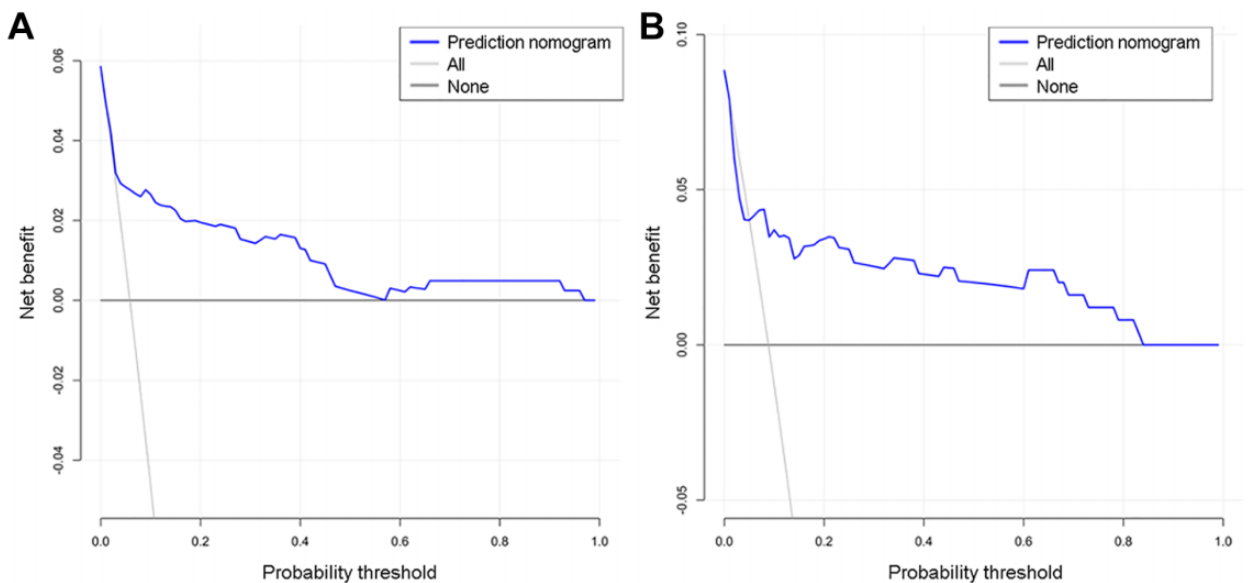 A
Prediction nomogram
All
None
0.06
0.04
0.02
0.00
-0.02
-0.04
Net benefit
0.0 0.2 0.4 0.6 0.8 1.0
Probability threshold
B
Prediction nomogram
All
None
0.10
0.05
0.00
-0.05
Net benefit
0.0 0.2 0.4 0.6 0.8 1.0
Probability threshold